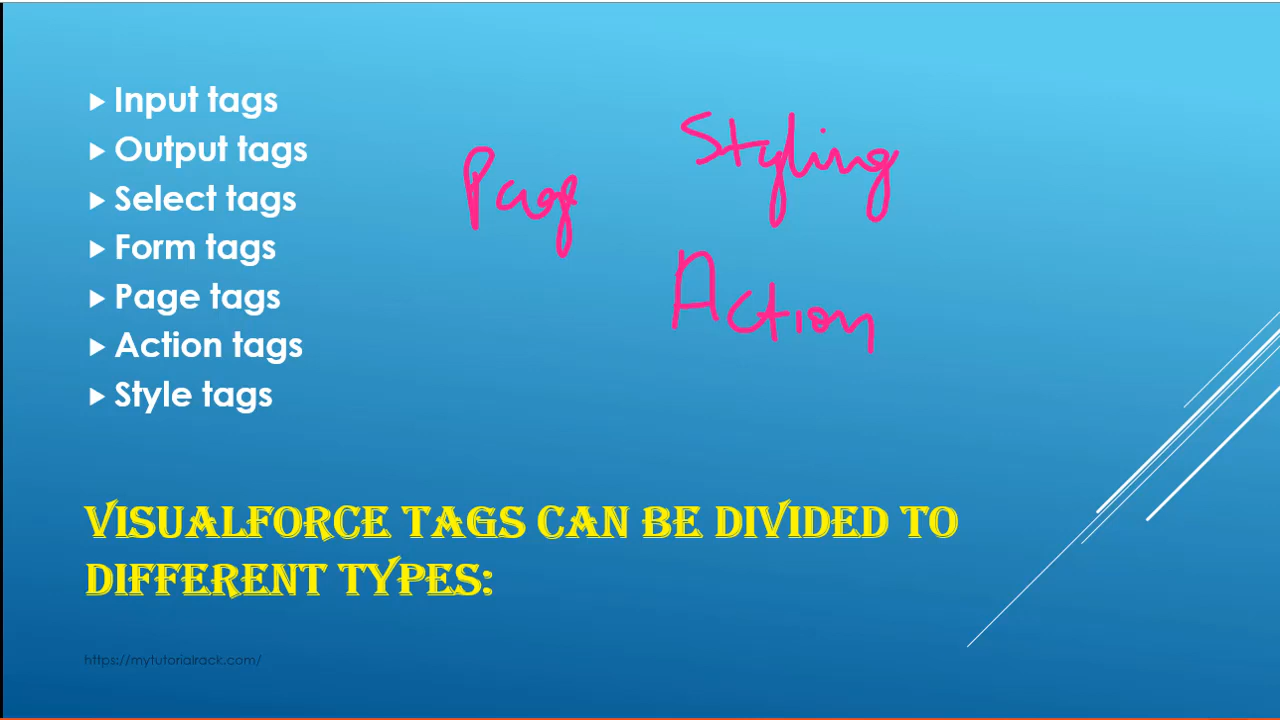 Input tags
Output tags
Select tags
Form tags
Page tags
Action tags
Style tags
Page
Styling
Action
VISUALFORCE TAGS CAN BE DIVIDED TO
DIFFERENT TYPES:
https://mytutorialrack.com/